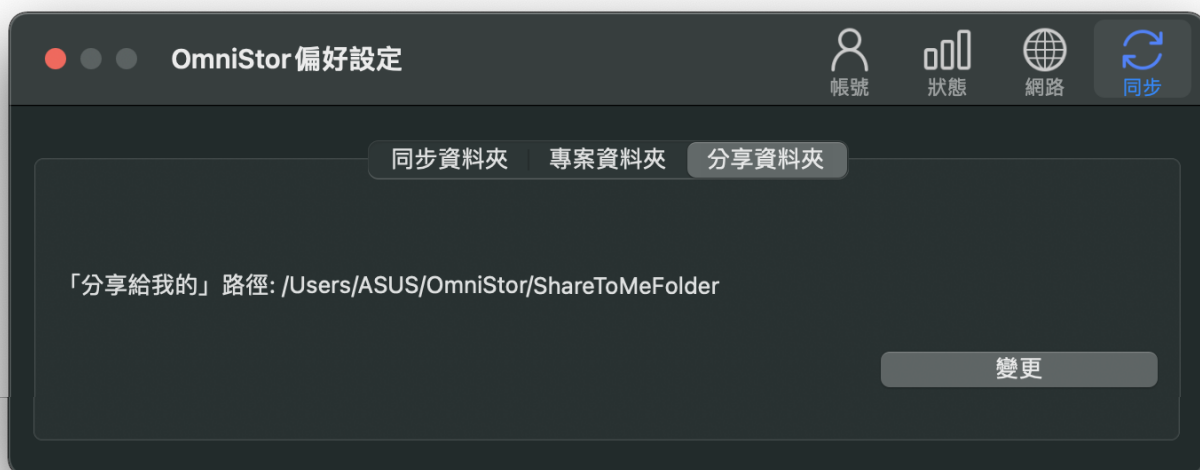 OmniStor偏好設定
帳號
狀態
網路
同步
同步資料夾
專案資料夾
分享資料夾
「分享給我的」路徑: /Users/ASUS/OmniStor/ShareToMeFolder
變更